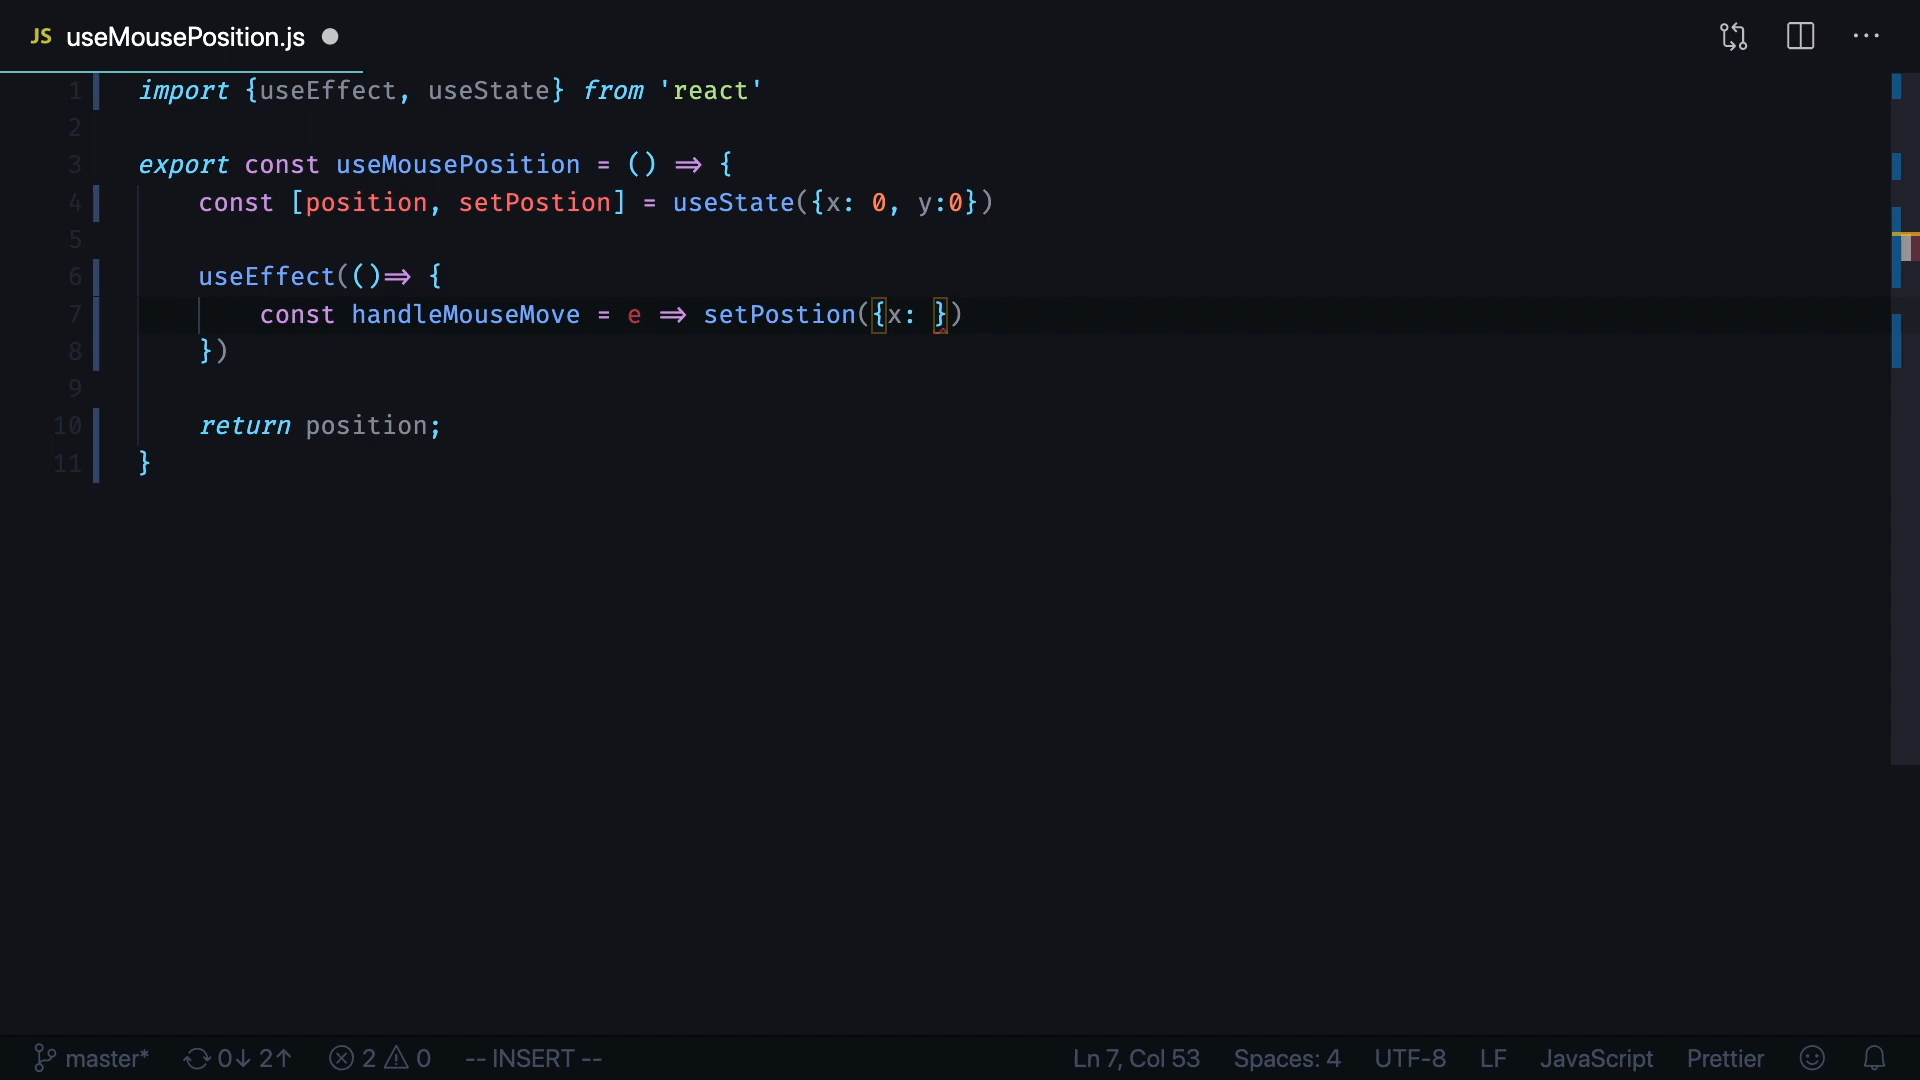 JS useMousePosition.js
1 import {useEffect, useState} from 'react'
2
3 export const useMousePosition = () => {
4 const [position, setPostion] = useState({x: 0, y:0})
5
6 useEffect(()=> {
7 const handleMouseMove = e => setPostion({x: })
8 })
9
10 return position;
11 }
master* 0↓ 2↑ 2 0 -- INSERT -- Ln 7, Col 53 Spaces: 4 UTF-8 LF JavaScript Prettier